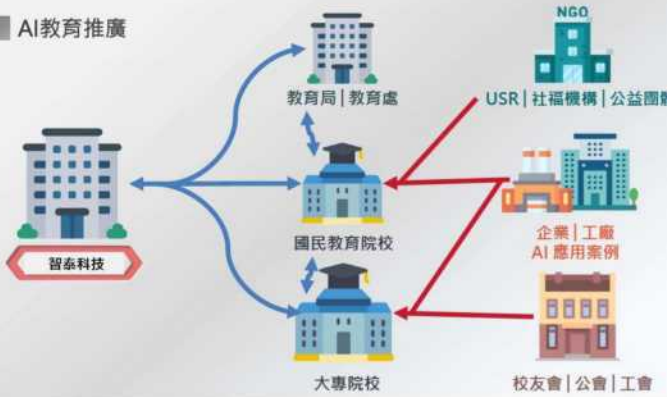 AI教育推廣
NGO
教育局|教育處
USR|社福機構|公益團體
智泰科技
國民教育院校
企業|工廠
AI 應用案例
大專院校
校友會|公會|工會